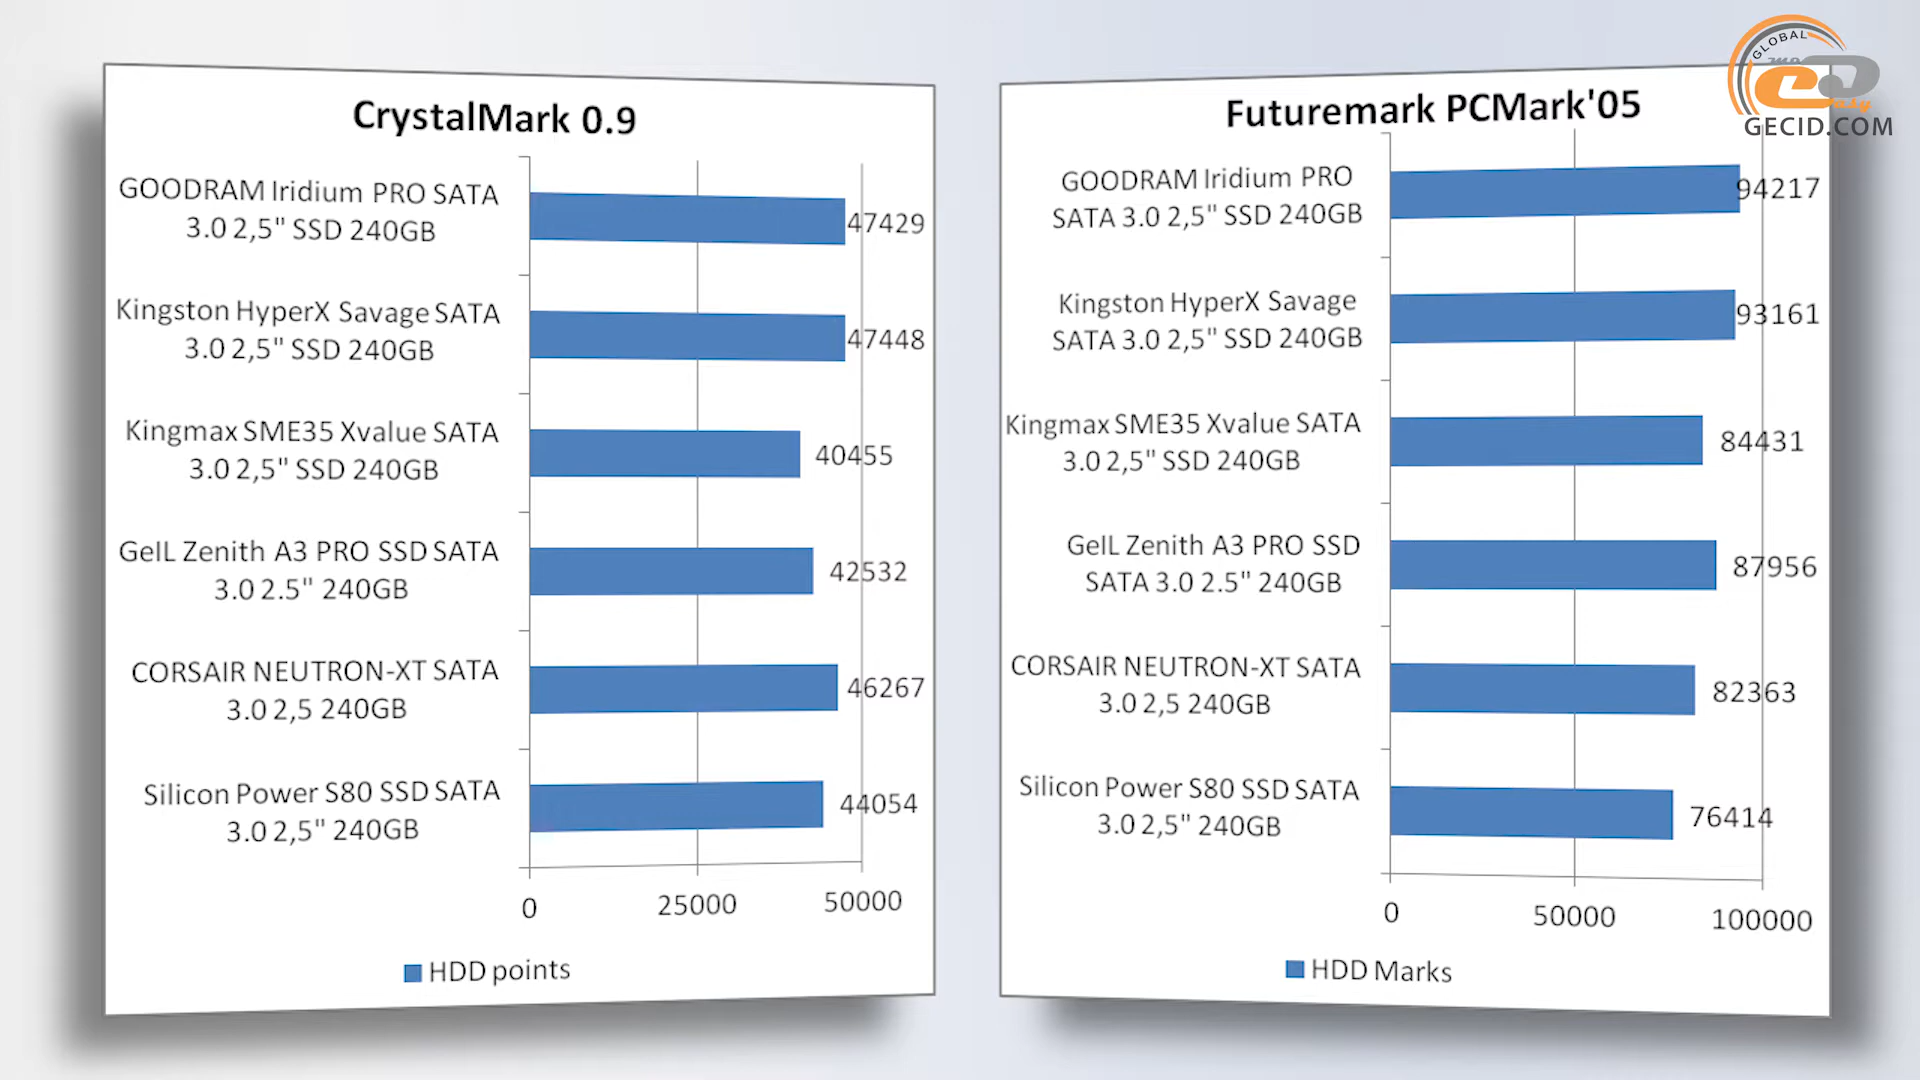 CrystalMark 0.9
GOODRAM Iridium PRO SATA
3.0 2,5" SSD 240GB
47429
Kingston HyperX Savage SATA
3.0 2,5" SSD 240GB
47448
Kingmax SME35 Xvalue SATA
3.0 2,5" SSD 240GB
40455
GeIL Zenith A3 PRO SSD SATA
3.0 2.5" 240GB
42532
CORSAIR NEUTRON-XT SATA
3.0 2,5 240GB
46267
Silicon Power S80 SSD SATA
3.0 2,5" 240GB
44054
0 25000 50000
HDD points
Futuremark PCMark'05
GOODRAM Iridium PRO
SATA 3.0 2,5" SSD 240GB
94217
Kingston HyperX Savage
SATA 3.0 2,5" SSD 240GB
93161
Kingmax SME35 Xvalue SATA
3.0 2,5" SSD 240GB
84431
GeIL Zenith A3 PRO SSD
SATA 3.0 2.5" 240GB
87956
CORSAIR NEUTRON-XT SATA
3.0 2,5 240GB
82363
Silicon Power S80 SSD SATA
3.0 2,5" 240GB
76414
0 50000 100000
HDD Marks
GLOBAL
GECID.COM